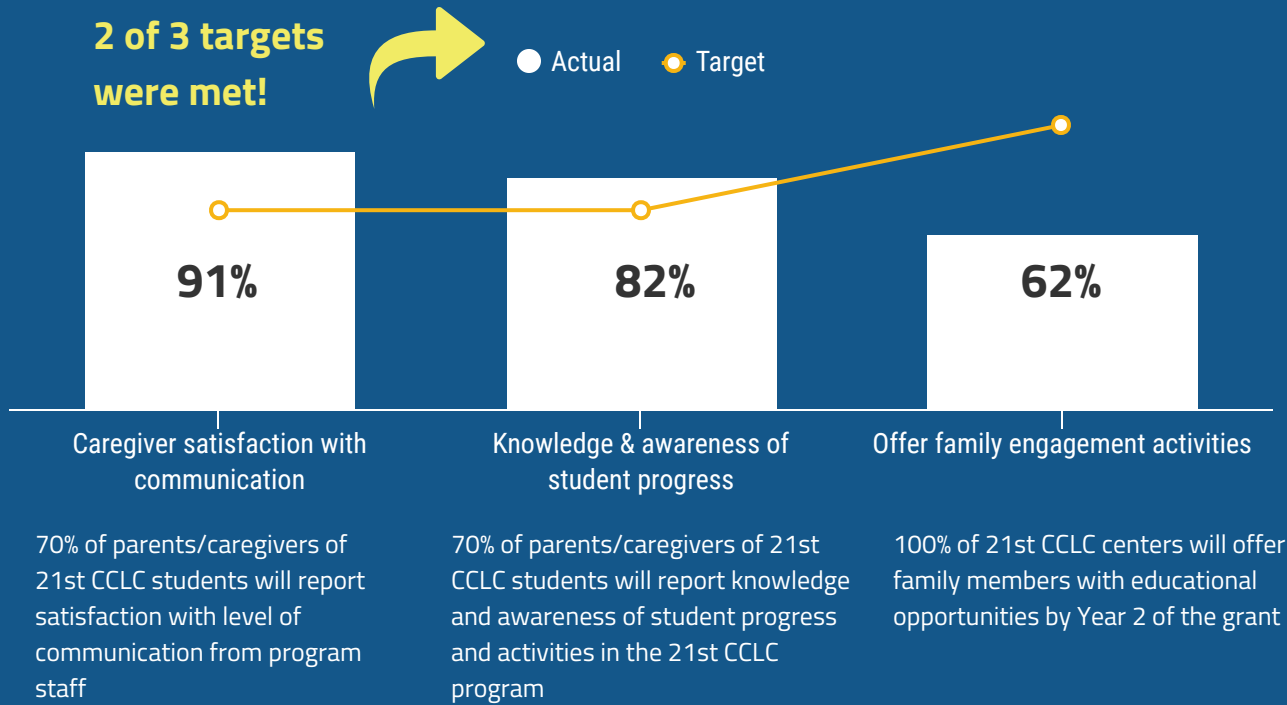 2 of 3 targets
were met!
Actual
Target
91%
82%
62%
Caregiver satisfaction with
communication
Knowledge & awareness of
student progress
Offer family engagement activities
70% of parents/caregivers of
21st CCLC students will report
satisfaction with level of
communication from program
staff
70% of parents/caregivers of 21st
CCLC students will report knowledge
and awareness of student progress
and activities in the 21st CCLC
program
100% of 21st CCLC centers will offer
family members with educational
opportunities by Year 2 of the grant